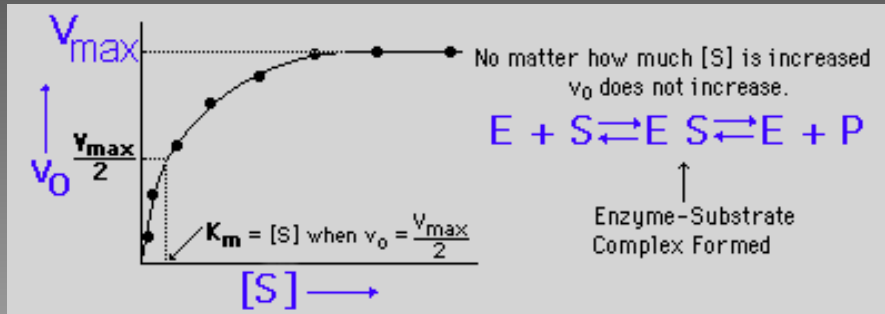 Vmax
No matter how much [S] is increased
v0 does not increase.
E + S⇄E S⇄E + P
Vmax
2
v0
Enzyme-Substrate
Complex Formed
Km = [S] when v0 = Vmax
2
[S]